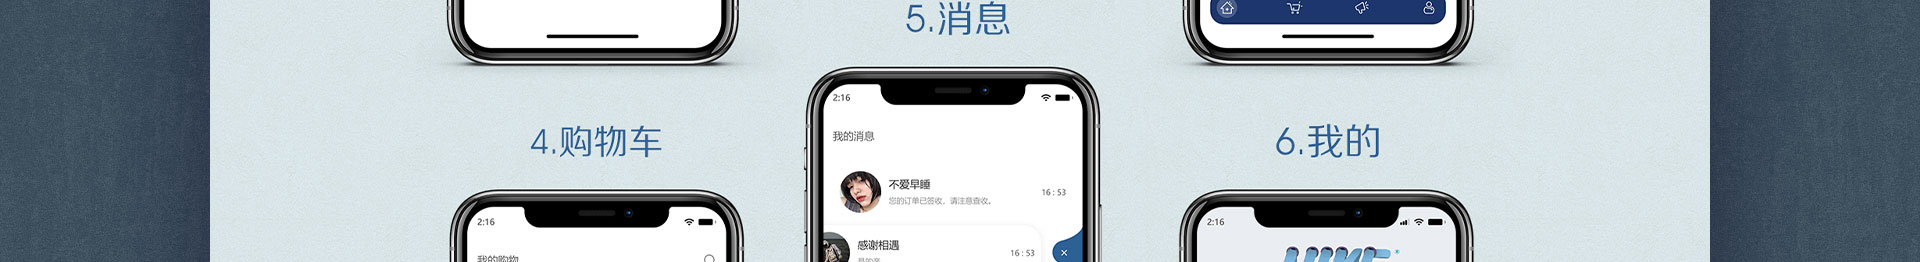 5.消息
4.购物车
6.我的
2:16
我的消息
不爱早睡
16 : 53
您的订单已签收，请注意查收。
感谢相遇
16 : 53
2:16
我的购物
2:16